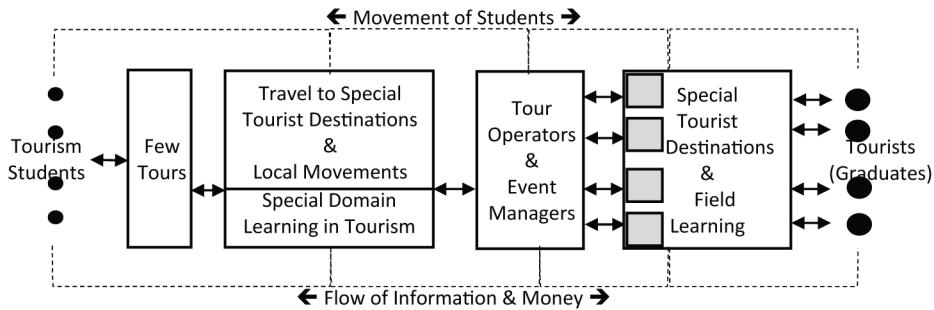 Movement of Students
Tourism
Students
Few
Tours
Travel to Special
Tourist Destinations
&
Local Movements
Special Domain
Learning in Tourism
Tour
Operators
&
Event
Managers
Special
Tourist
Destinations
& Field
Learning
Tourists
(Graduates)
Flow of Information & Money